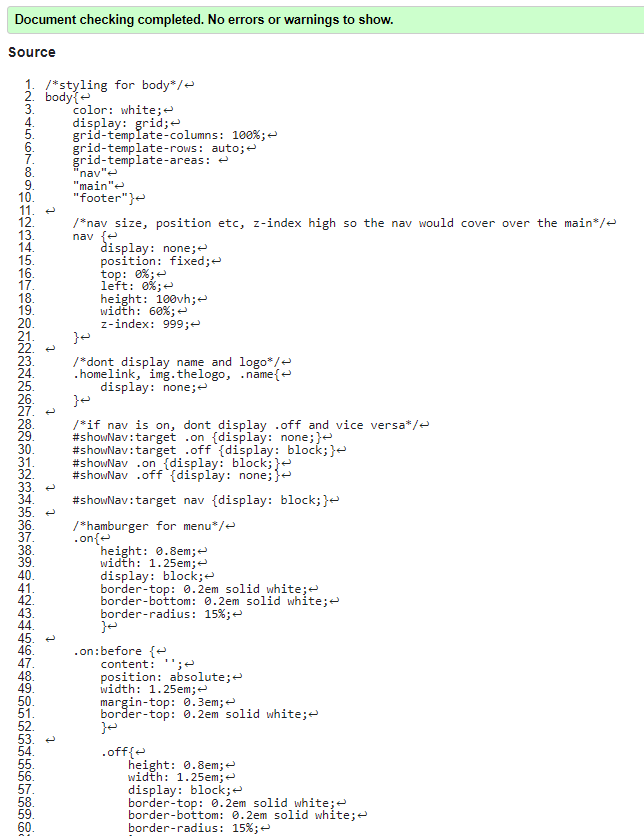 Document checking completed. No errors or warnings to show.
Source
1. /*styling for body*/↩
2. body{↩
3. color: white;↩
4. display: grid;↩
5. grid-template-columns: 100%;↩
6. grid-template-rows: auto;↩
7. grid-template-areas: ↩
8. "nav"↩
9. "main"↩
10. "footer"}↩
11. ↩
12. /*nav size, position etc, z-index high so the nav would cover over the main*/↩
13. nav {↩
14. display: none;↩
15. position: fixed;↩
16. top: 0%;↩
17. left: 0%;↩
18. height: 100vh;↩
19. width: 60%;↩
20. z-index: 999;↩
21. }↩
22. ↩
23. /*dont display name and logo*/↩
24. .homelink, img.thelogo, .name{↩
25. display: none;↩
26. }↩
27. ↩
28. /*if nav is on, dont display .off and vice versa*/↩
29. #showNav:target .on {display: none;}↩
30. #showNav:target .off {display: block;}↩
31. #showNav .on {display: block;}↩
32. #showNav .off {display: none;}↩
33. ↩
34. #showNav:target nav {display: block;}↩
35. ↩
36. /*hamburger for menu*/↩
37. .on{↩
38. height: 0.8em;↩
39. width: 1.25em;↩
40. display: block;↩
41. border-top: 0.2em solid white;↩
42. border-bottom: 0.2em solid white;↩
43. border-radius: 15%;↩
44. }↩
45. ↩
46. .on:before {↩
47. content: '';↩
48. position: absolute;↩
49. width: 1.25em;↩
50. margin-top: 0.3em;↩
51. border-top: 0.2em solid white;↩
52. }↩
53. ↩
54. .off{↩
55. height: 0.8em;↩
56. width: 1.25em;↩
57. display: block;↩
58. border-top: 0.2em solid white;↩
59. border-bottom: 0.2em solid white;↩
60. border-radius: 15%;↩